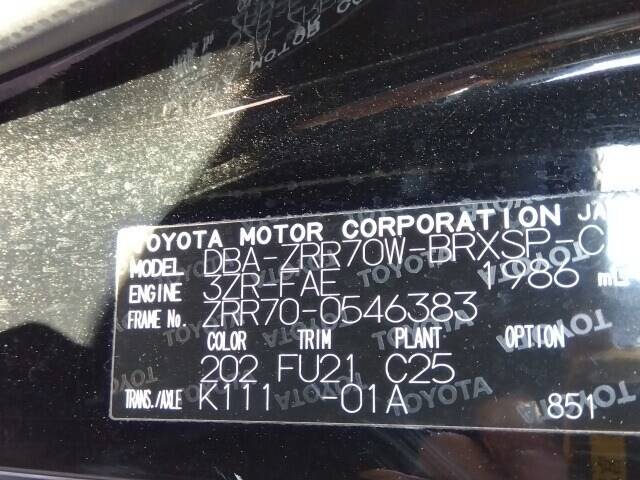 TOYOTA MOTOR CORPORATION JA
MODEL DBA-ZRR70W-BRXSP-C
ENGINE 3ZR-FAE 1986 mL
FRAME No. ZRR70-0546383
COLOR TRIM PLANT OPTION
202 FU21 C25
TRANS./AXLE K111 -01A 851